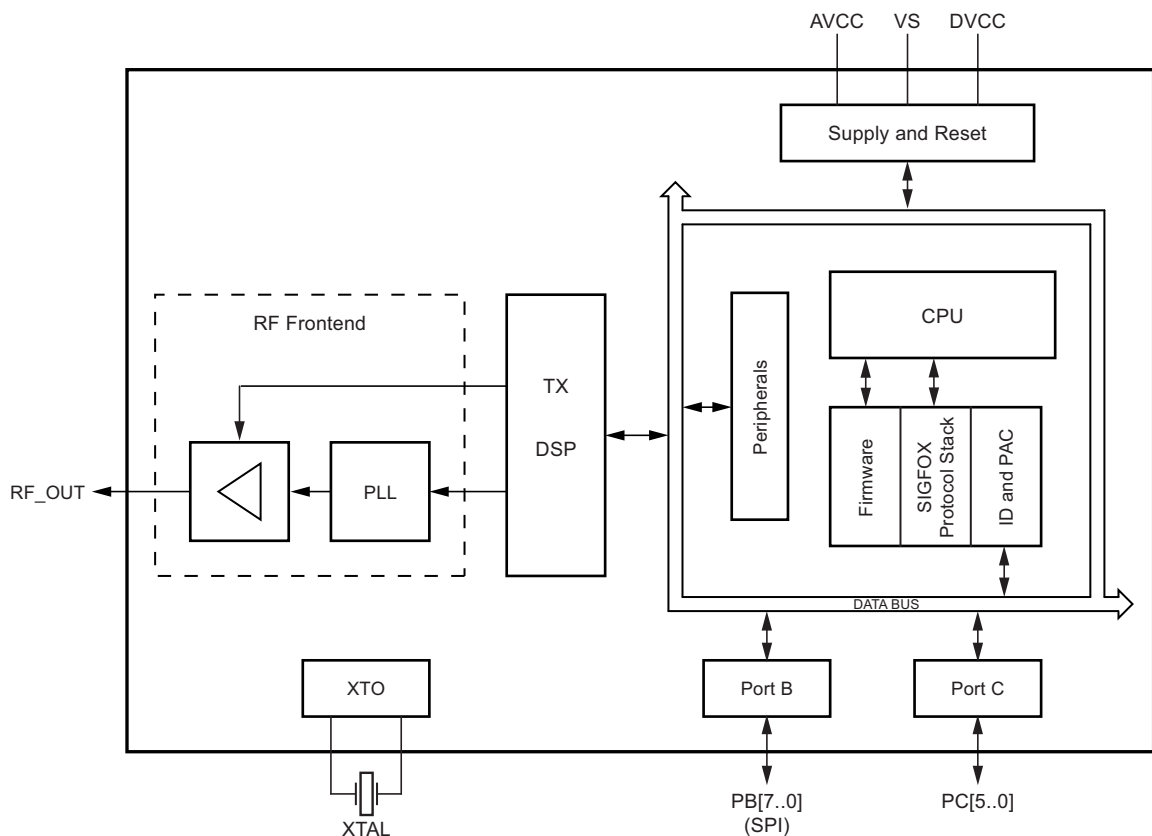 AVCC
VS
DVCC
Supply and Reset
RF Frontend
CPU
TX
DSP
Peripherals
Firmware
SIGFOX
Protocol Stack
ID and PAC
RF_OUT
PLL
DATA BUS
XTO
Port B
Port C
XTAL
PB[7..0]
(SPI)
PC[5..0]